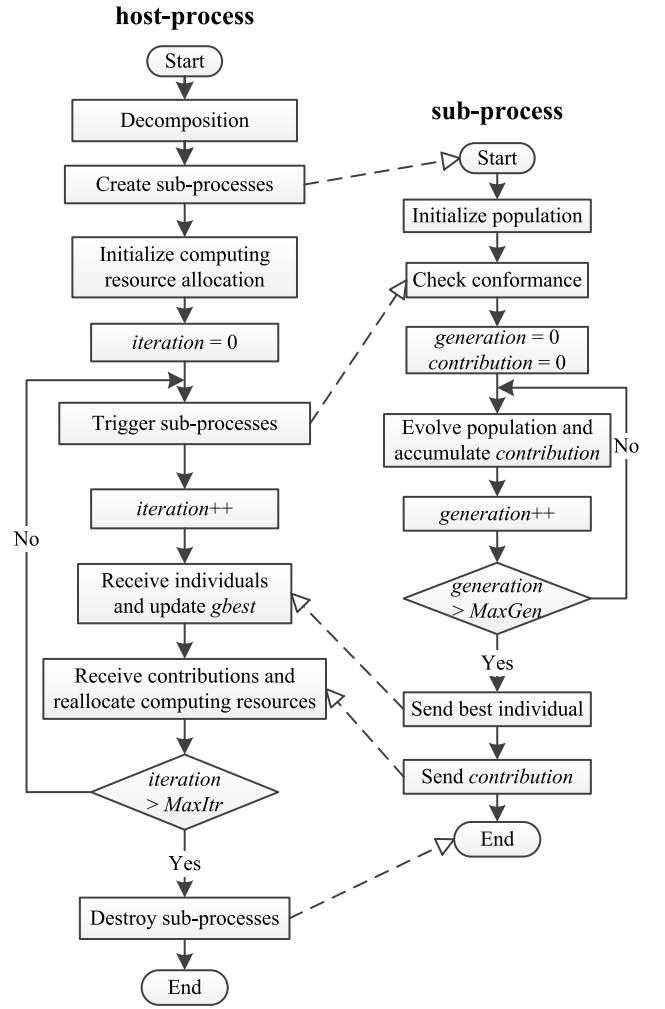 host-process
Start
Decomposition
Create sub-processes
Initialize computing
resource allocation
iteration = 0
Trigger sub-processes
iteration++
No
Receive individuals
and update gbest
Receive contributions and
reallocate computing resources
iteration
> MaxItr
Yes
Destroy sub-processes
End
sub-process
Start
Initialize population
Check conformance
generation = 0
contribution = 0
Evolve population and
accumulate contribution
No
generation++
generation
> MaxGen
Yes
Send best individual
Send contribution
End